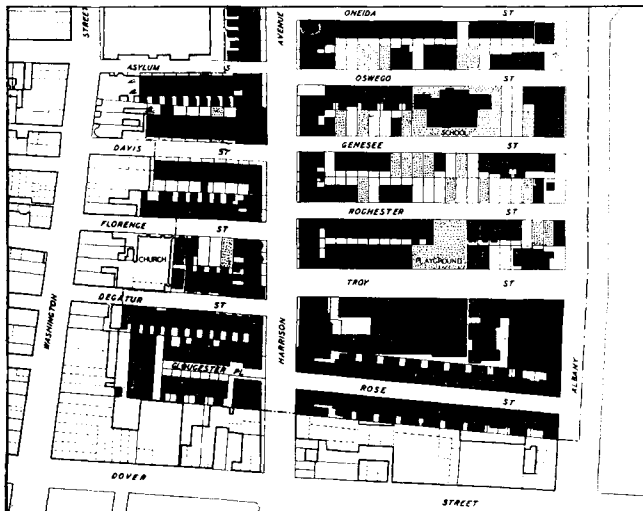 STREET
AVENUE
ONEIDA ST
ASYLUM S
OSWEGO ST
SCHOOL
DAVIS ST
GENESEE ST
ROCHESTER ST
FLORENCE ST
CHURCH
PLAYGROUND
TROY ST
DECATUR ST
WASHINGTON
HARRISON
ALBANY
GLOUCESTER PL
ROSE ST
DOVER
STREET